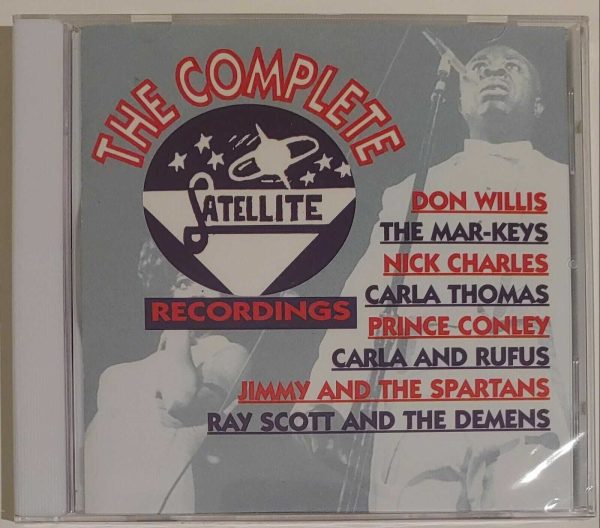 THE COMPLETE
SATELLITE
RECORDINGS
DON WILLIS
THE MAR-KEYS
NICK CHARLES
CARLA THOMAS
PRINCE CONLEY
CARLA AND RUFUS
JIMMY AND THE SPARTANS
RAY SCOTT AND THE DEMENS